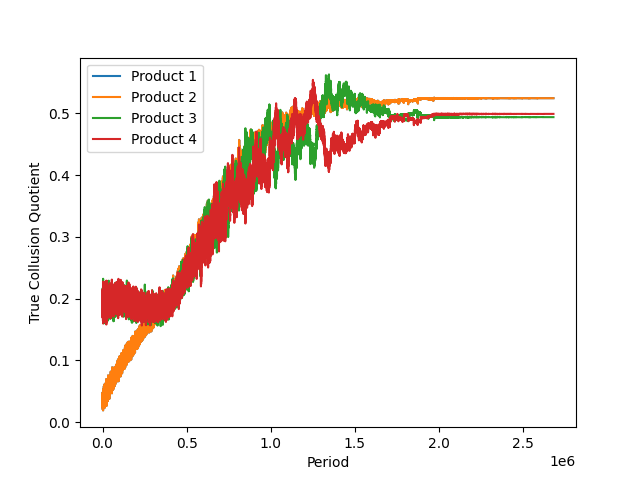 Product 1
Product 2
Product 3
Product 4
True Collusion Quotient
0.5
0.4
0.3
0.2
0.1
0.0
0.0 0.5 1.0 1.5 2.0 2.5
1e6
Period